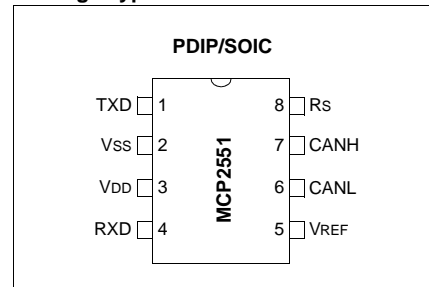 PDIP/SOIC
TXD 1 8 RS
VSS 2 7 CANH
VDD 3 6 CANL
RXD 4 5 VREF
MCP2551